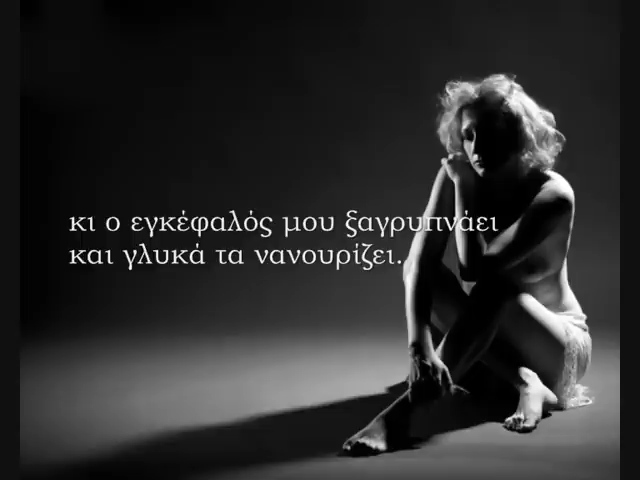 κι ο εγκέφαλός μου ξαγρυπνάει
και γλυκά τα νανουρίζει.